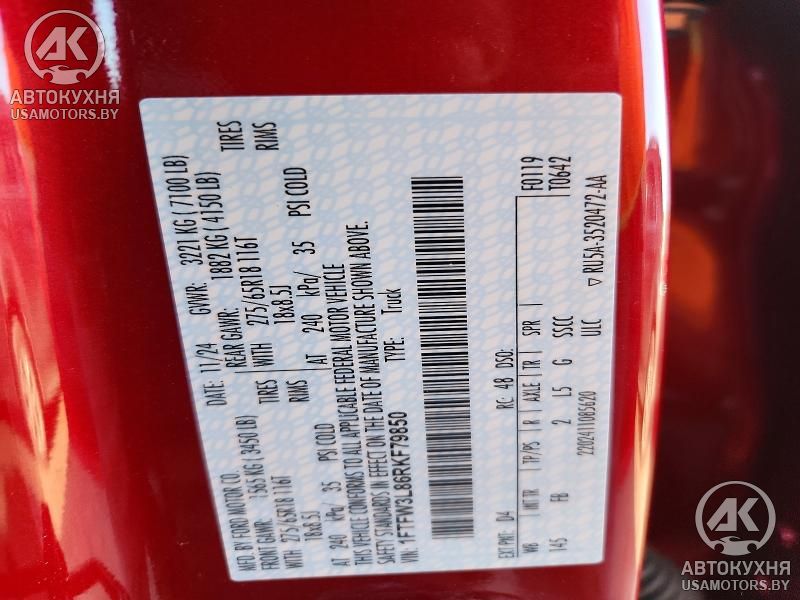 AK
АВТОКУХНЯ
USAMOTORS.BY
MFG. BY FORD MOTOR CO.
DATE: 11/24 GVWR: 3221 KG ( 7100 LB)
FRONT GAWR: 1565 KG ( 3450 LB)
REAR GAWR: 1882 KG ( 4150 LB)
WITH 275/65R18 116T
WITH 275/65R18 116T TIRES
18x8.5J RIMS
18x8.5J RIMS
AT 240 kPa/ 35 PSI COLD
AT 240 kPa/ 35 PSI COLD
THIS VEHICLE CONFORMS TO ALL APPLICABLE FEDERAL MOTOR VEHICLE
SAFETY STANDARDS IN EFFECT ON THE DATE OF MANUFACTURE SHOWN ABOVE.
VIN: 1FTFW3L86RKF79850
TYPE: Truck
F0119
T0642
EXT PNT: D4 RC: 48 DSO:
WB INT TR TP/PS R AXLE TR SPR
145 FB 2 L5 G SSCC
2202411085620 ULC
▽ RU5A-3520472-AA
AK
АВТОКУХНЯ
USAMOTORS.BY